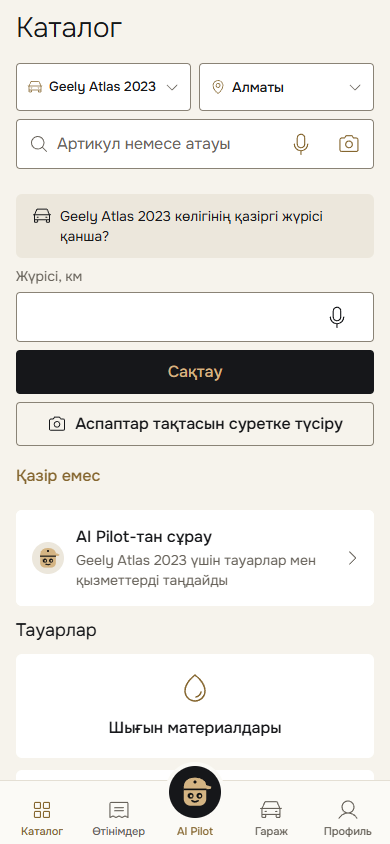 Каталог
Geely Atlas 2023
Алматы
Артикул немесе атауы
Geely Atlas 2023 көлігінің қазіргі жүрісі
қанша?
Жүрісі, км
Сақтау
Аспаптар тақтасын суретке түсіру
Қазір емес
AI Pilot-тан сұрау
Geely Atlas 2023 үшін тауарлар мен
қызметтерді таңдайды
Тауарлар
Шығын материалдары
Каталог
Өтінімдер
AI Pilot
Гараж
Профиль